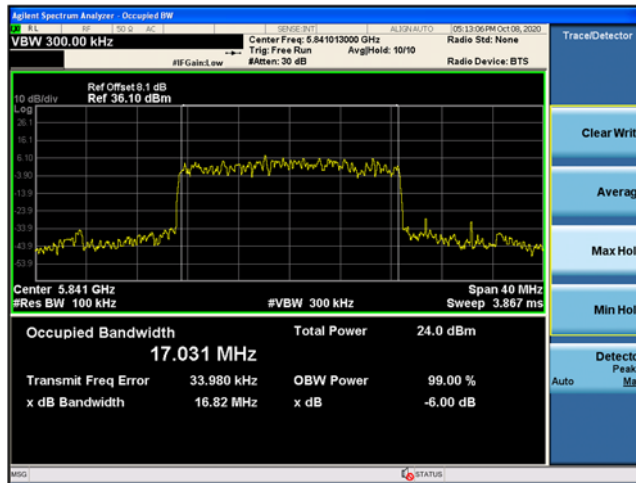 Agilent Spectrum Analyzer - Occupied BW
RL RF 50 Ω AC SENSE:INT ALIGN AUTO 05:13:06 PM Oct 08, 2020
VBW 300.00 kHz Center Freq: 5.841013000 GHz Radio Std: None
Trig: Free Run Avg|Hold: 10/10
#IFGain:Low #Atten: 30 dB Radio Device: BTS
Trace/Detector
Ref Offset 8.1 dB
10 dB/div Ref 36.10 dBm
Log
26.1
16.1
6.10
-3.90
-13.9
-23.9
-33.9
-43.9
-53.9
Center 5.841 GHz Span 40 MHz
#Res BW 100 kHz #VBW 300 kHz Sweep 3.867 ms
Occupied Bandwidth Total Power 24.0 dBm
17.031 MHz
Transmit Freq Error 33.980 kHz OBW Power 99.00 %
x dB Bandwidth 16.82 MHz x dB -6.00 dB
Clear Writ
Averag
Max Hol
Min Hol
Detecto
Peak
Auto Ma
MSG STATUS